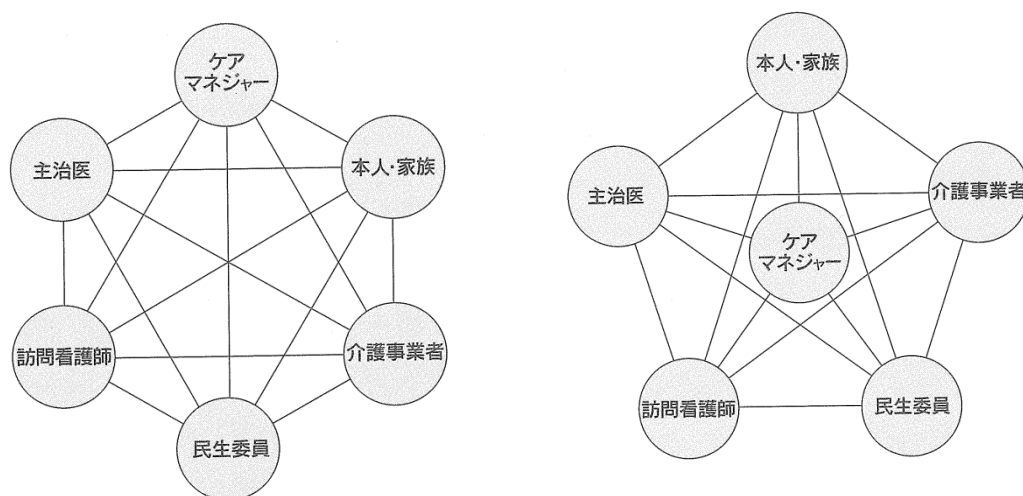 ケア
マネジャー
主治医
本人・家族
訪問看護師
介護事業者
民生委員
本人・家族
主治医
介護事業者
ケア
マネジャー
訪問看護師
民生委員